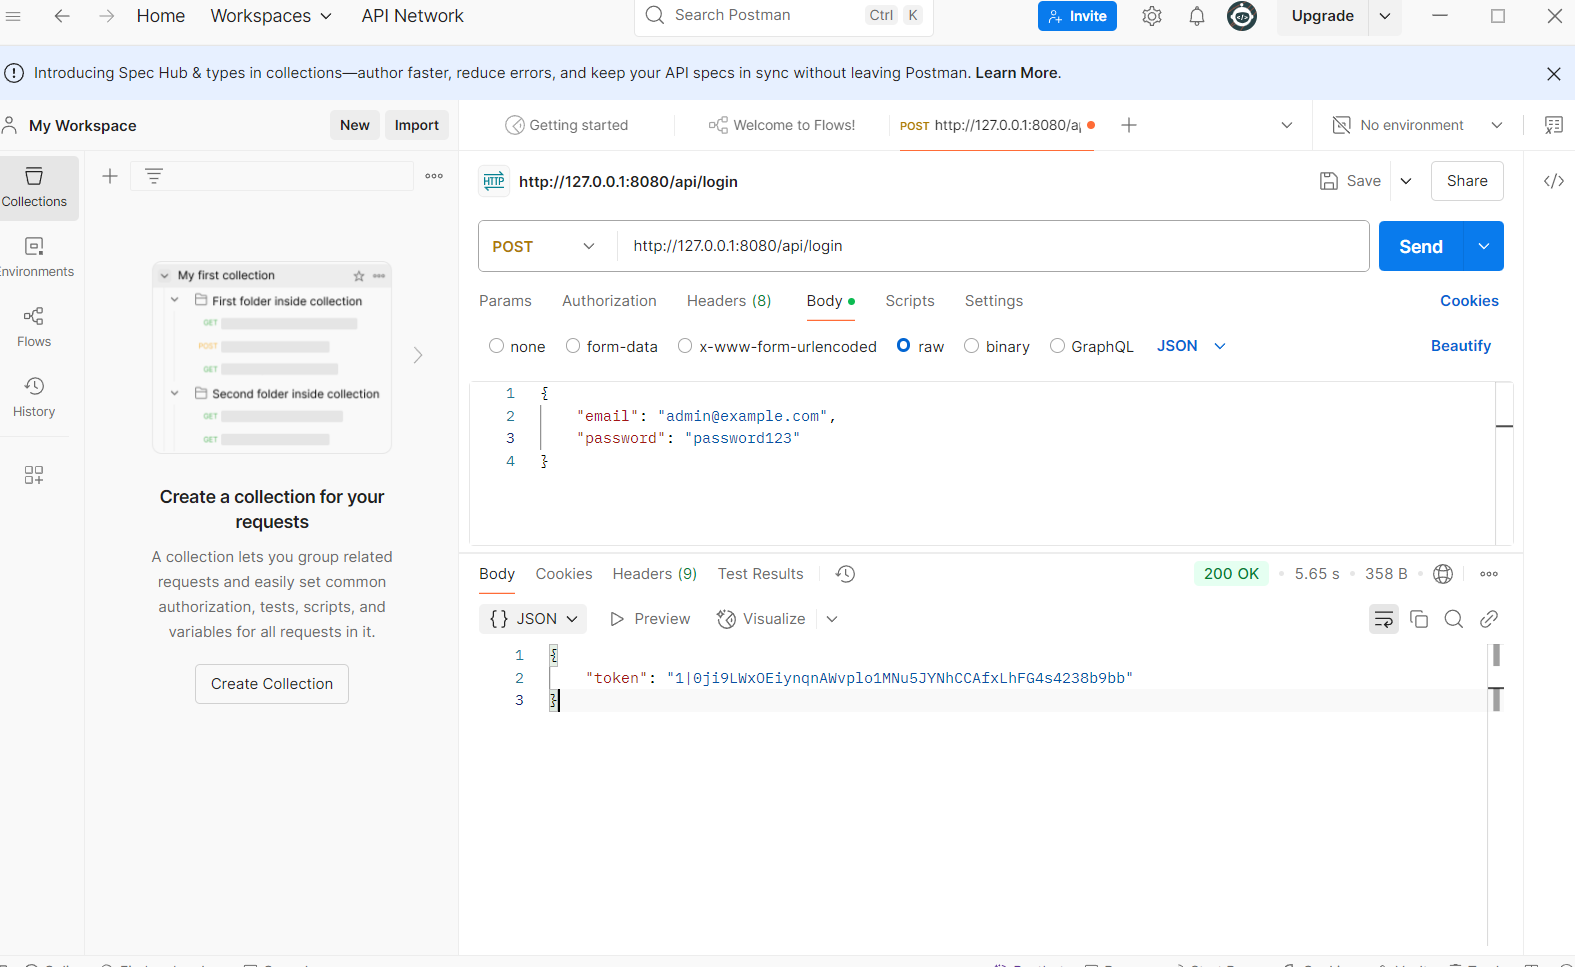 Home Workspaces API Network Search Postman Ctrl K Invite Upgrade
Introducing Spec Hub & types in collections—author faster, reduce errors, and keep your API specs in sync without leaving Postman. Learn More.
My Workspace New Import Getting started Welcome to Flows! POST http://127.0.0.1:8080/a No environment
Collections
nvironments
Flows
History
My first collection
First folder inside collection
GET
POST
GET
Second folder inside collection
GET
GET
Create a collection for your
requests
A collection lets you group related
requests and easily set common
authorization, tests, scripts, and
variables for all requests in it.
Create Collection
HTTP http://127.0.0.1:8080/api/login Save Share
POST http://127.0.0.1:8080/api/login Send
Params Authorization Headers (8) Body Scripts Settings Cookies
none form-data x-www-form-urlencoded raw binary GraphQL JSON Beautify
1 {
2 "email": "admin@example.com",
3 "password": "password123"
4 }
Body Cookies Headers (9) Test Results 200 OK 5.65 s 358 B
{} JSON Preview Visualize
1 {
2 "token": "1|0ji9LWxOEiynqnAWvplo1MNu5JYNhCCAfxLhFG4s4238b9bb"
3 }